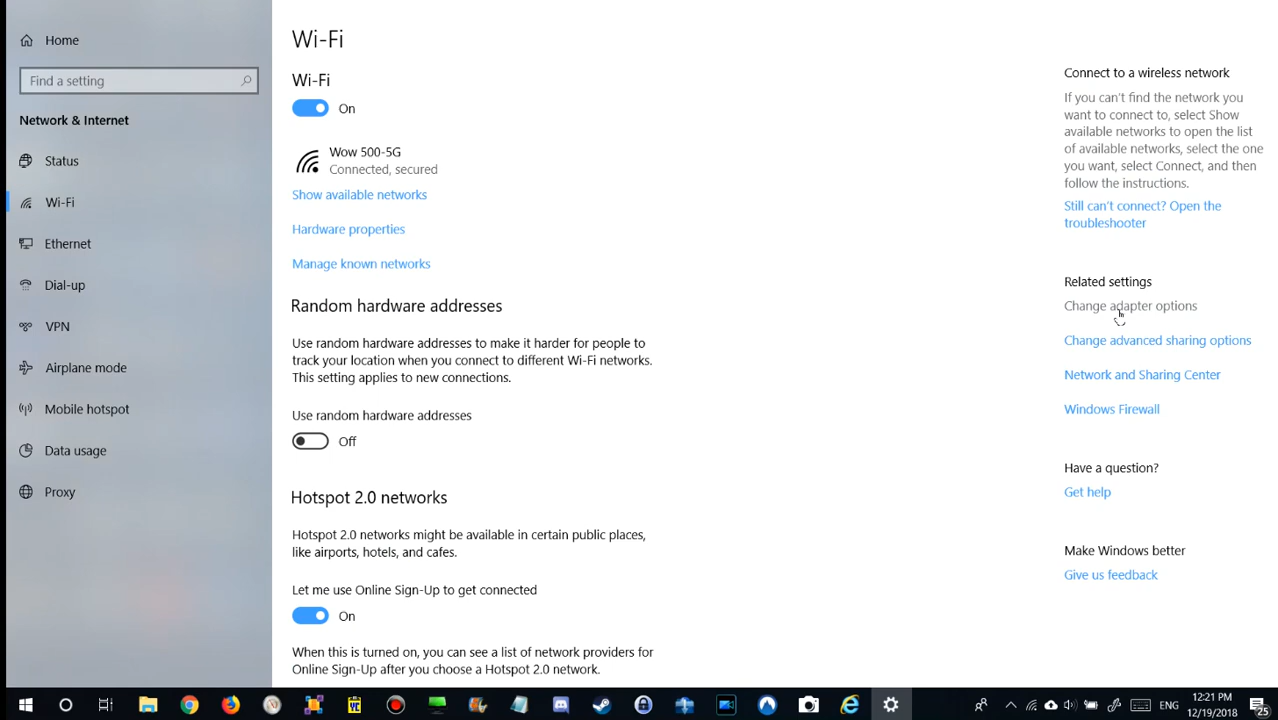 Home
Find a setting
Network & Internet
Status
Wi-Fi
Ethernet
Dial-up
VPN
Airplane mode
Mobile hotspot
Data usage
Proxy
Wi-Fi
Wi-Fi
On
Wow 500-5G
Connected, secured
Show available networks
Hardware properties
Manage known networks
Random hardware addresses
Use random hardware addresses to make it harder for people to
track your location when you connect to different Wi-Fi networks.
This setting applies to new connections.
Use random hardware addresses
Off
Hotspot 2.0 networks
Hotspot 2.0 networks might be available in certain public places,
like airports, hotels, and cafes.
Let me use Online Sign-Up to get connected
On
When this is turned on, you can see a list of network providers for
Online Sign-Up after you choose a Hotspot 2.0 network.
Connect to a wireless network
If you can't find the network you
want to connect to, select Show
available networks to open the list
of available networks, select the one
you want, select Connect, and then
follow the instructions.
Still can't connect? Open the
troubleshooter
Related settings
Change adapter options
Change advanced sharing options
Network and Sharing Center
Windows Firewall
Have a question?
Get help
Make Windows better
Give us feedback
YC
ENG
12:21 PM
12/19/2018
25